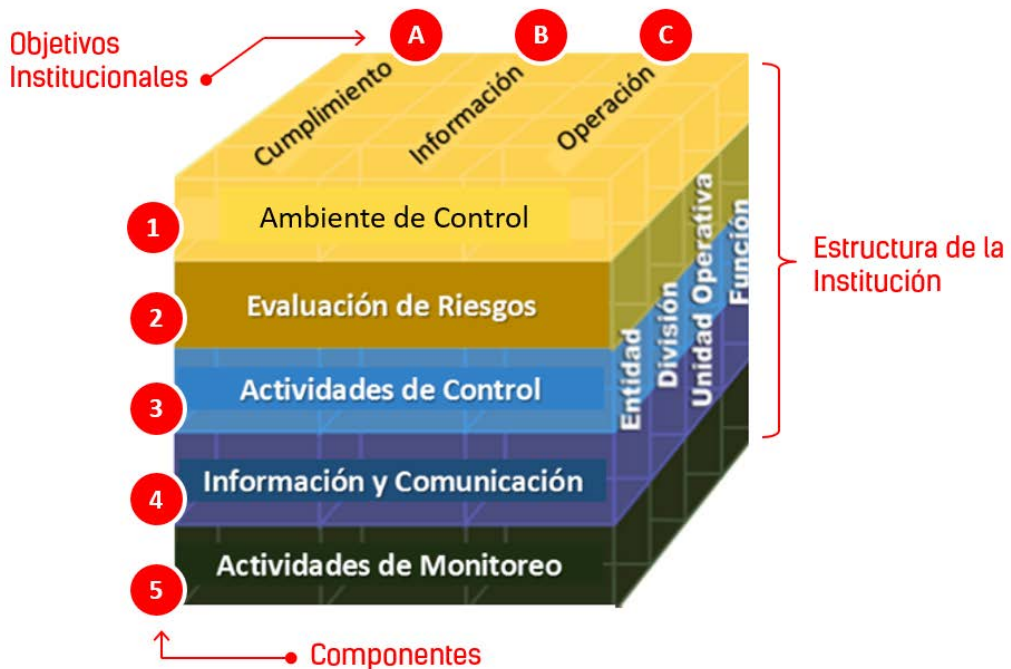 Objetivos
Institucionales
A
B
C
Cumplimiento
Información
Operación
1
Ambiente de Control
2
Evaluación de Riesgos
3
Actividades de Control
4
Información y Comunicación
5
Actividades de Monitoreo
Entidad
División
Unidad Operativa
Función
Estructura de la
Institución
Componentes